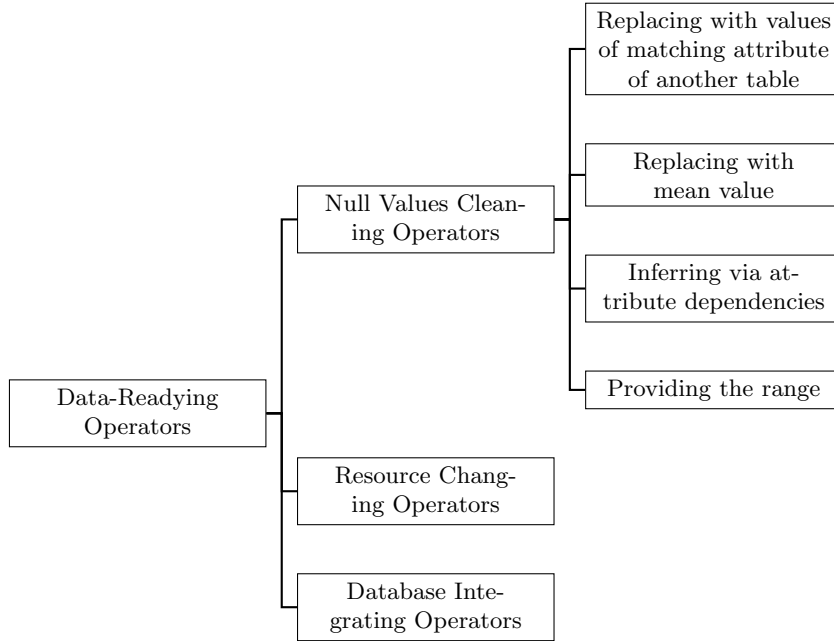 Replacing with values
of matching attribute
of another table
Replacing with
mean value
Null Values Clean-
ing Operators
Inferring via at-
tribute dependencies
Providing the range
Data-Readying
Operators
Resource Chang-
ing Operators
Database Inte-
grating Operators